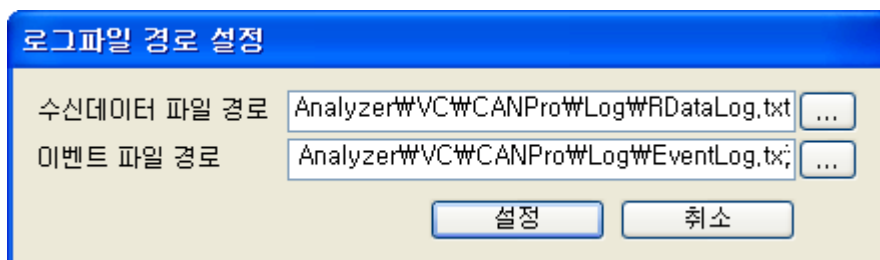 로그파일 경로 설정
수신데이터 파일 경로 Analyzer₩VC₩CANPro₩Log₩RDataLog.txt ...
이벤트 파일 경로 Analyzer₩VC₩CANPro₩Log₩EventLog.tx; ...
설정 취소